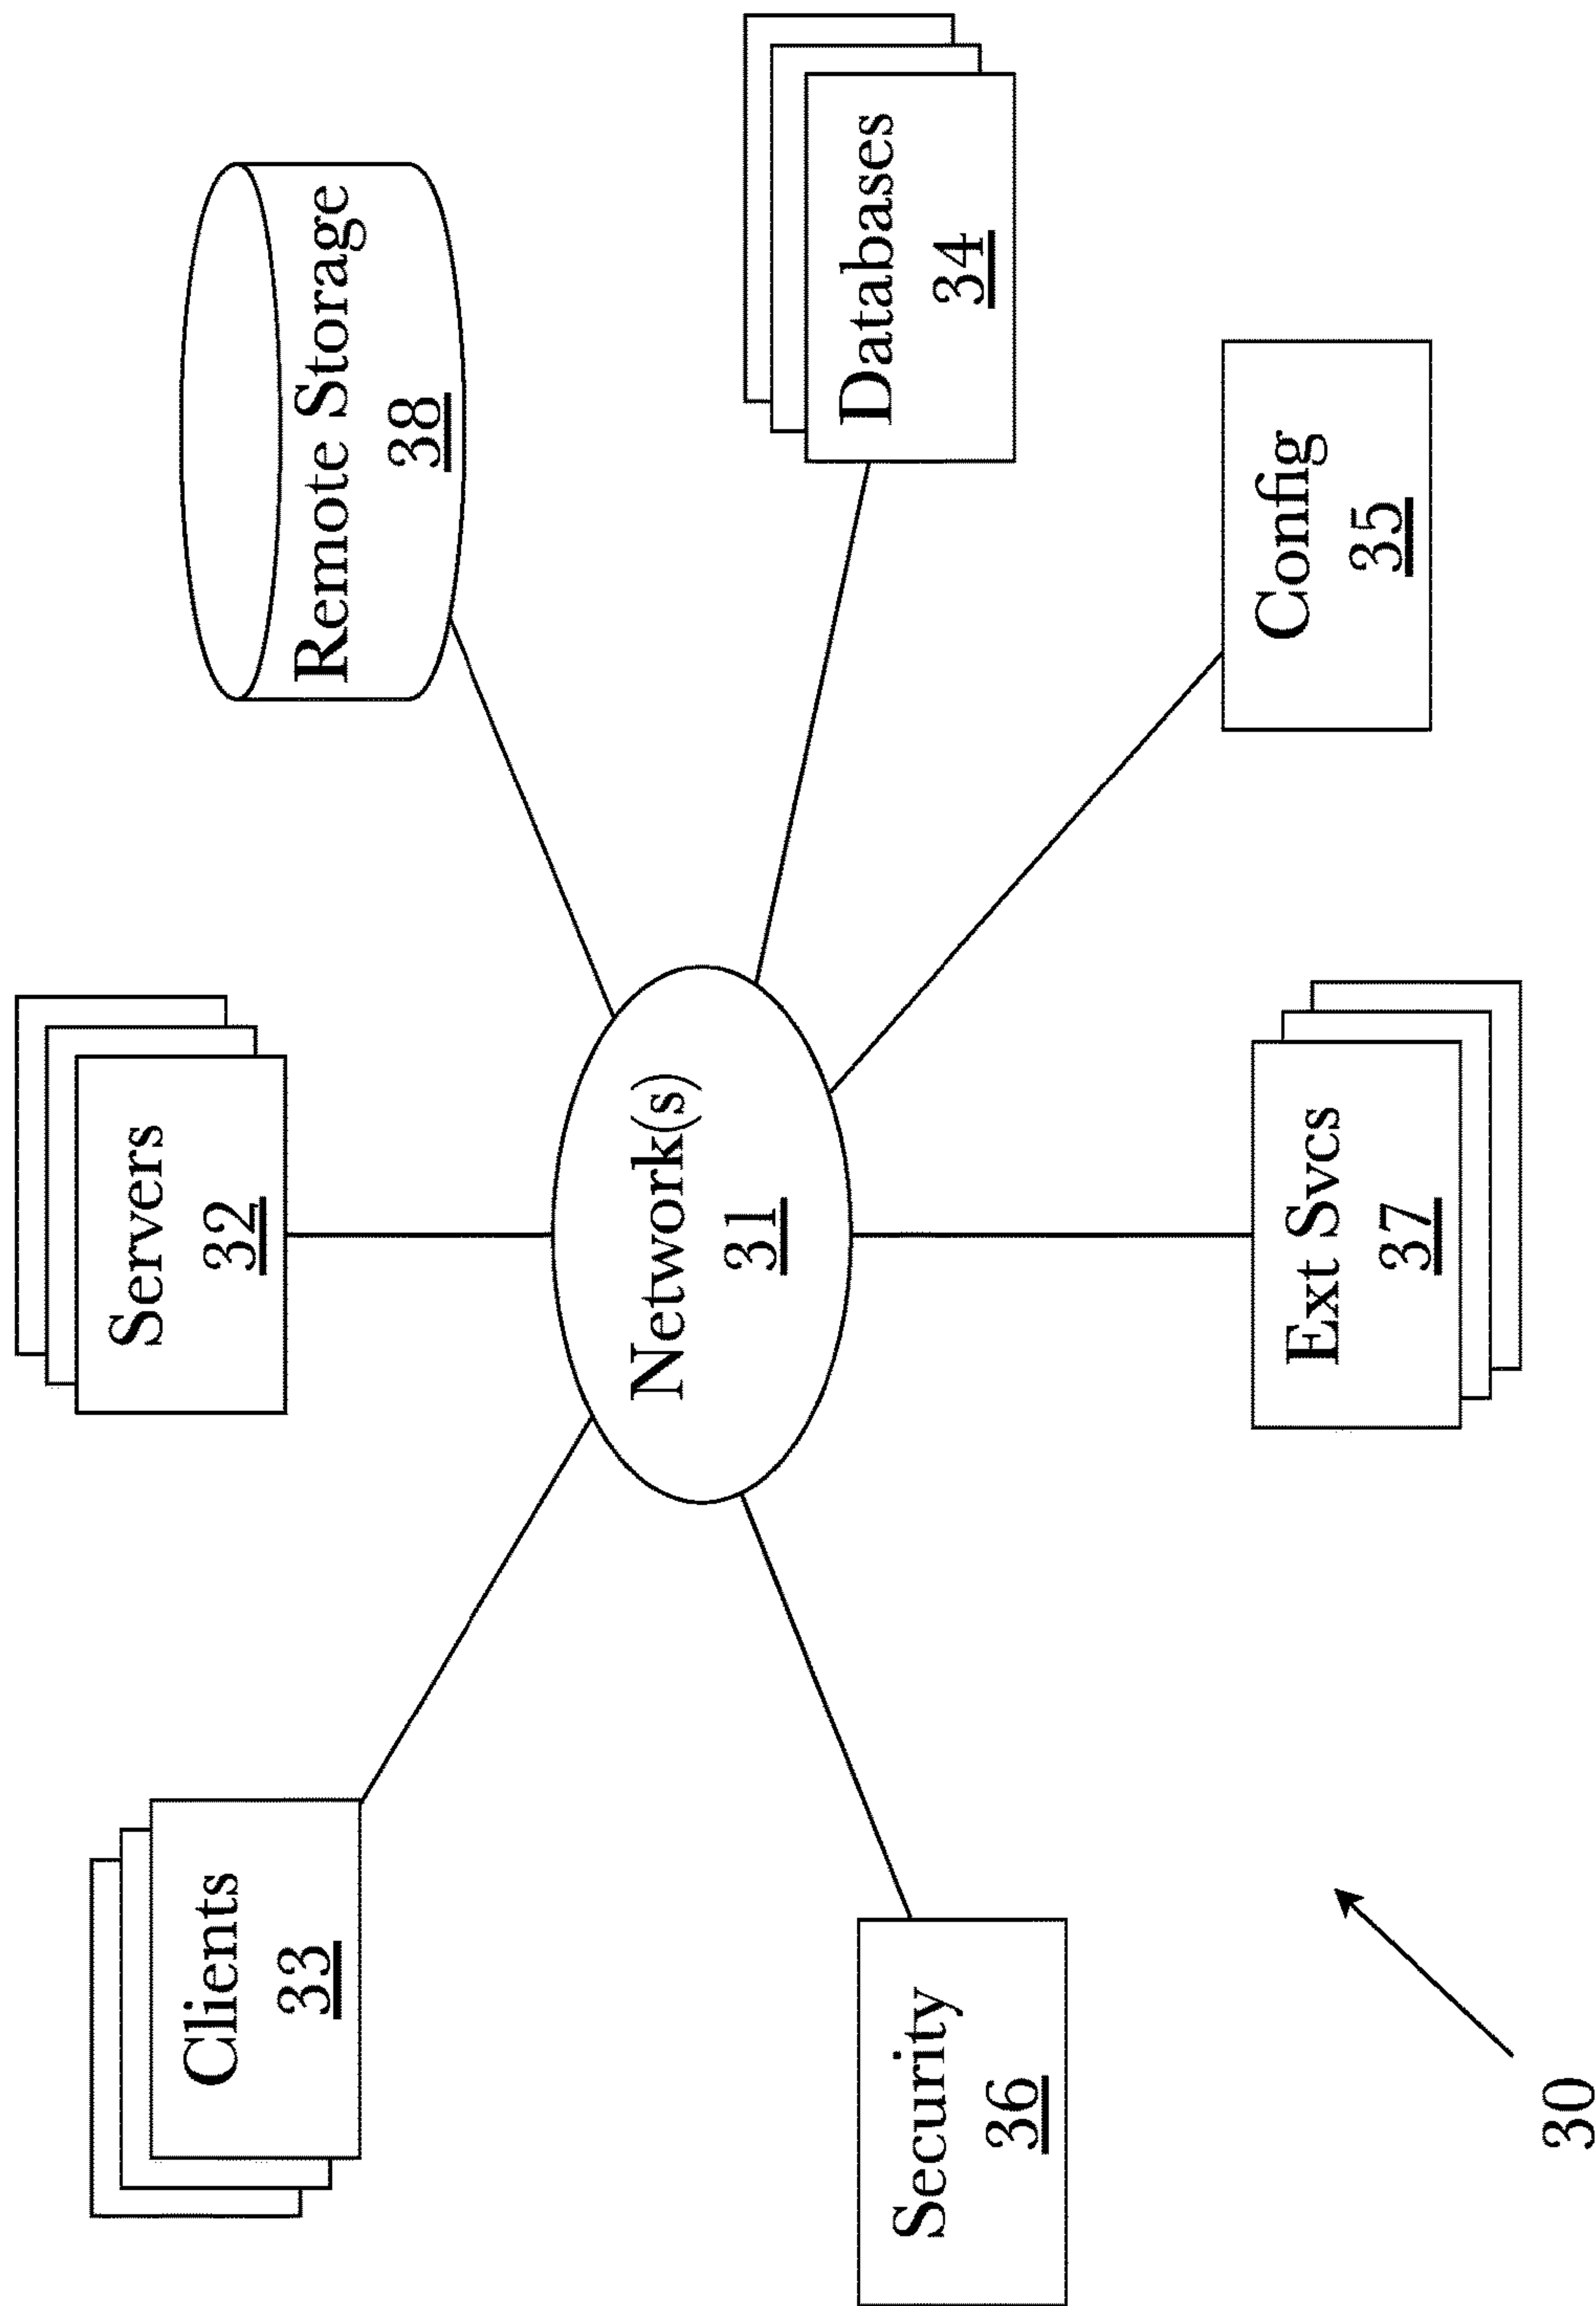 Servers
32
Clients
33
Remote Storage
38
Network(s)
31
Databases
34
Security
36
Ext Svcs
37
Config
35
30